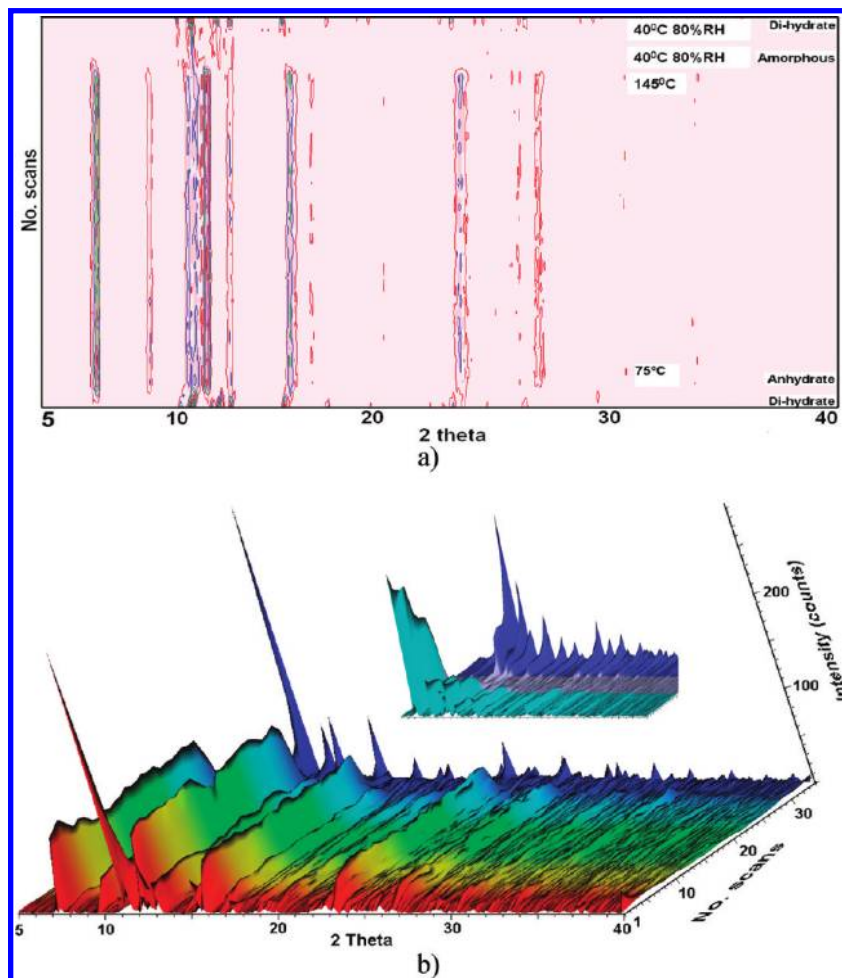 40⁰C 80%RH Di-hydrate
40⁰C 80%RH Amorphous
145⁰C
No. scans
75°C
Anhydrate
Di-hydrate
5 10 20 30 40
2 theta
a)
200
100
Intensity (counts)
30
20
10
1
No. scans
5 10 20 30 40
2 Theta
b)